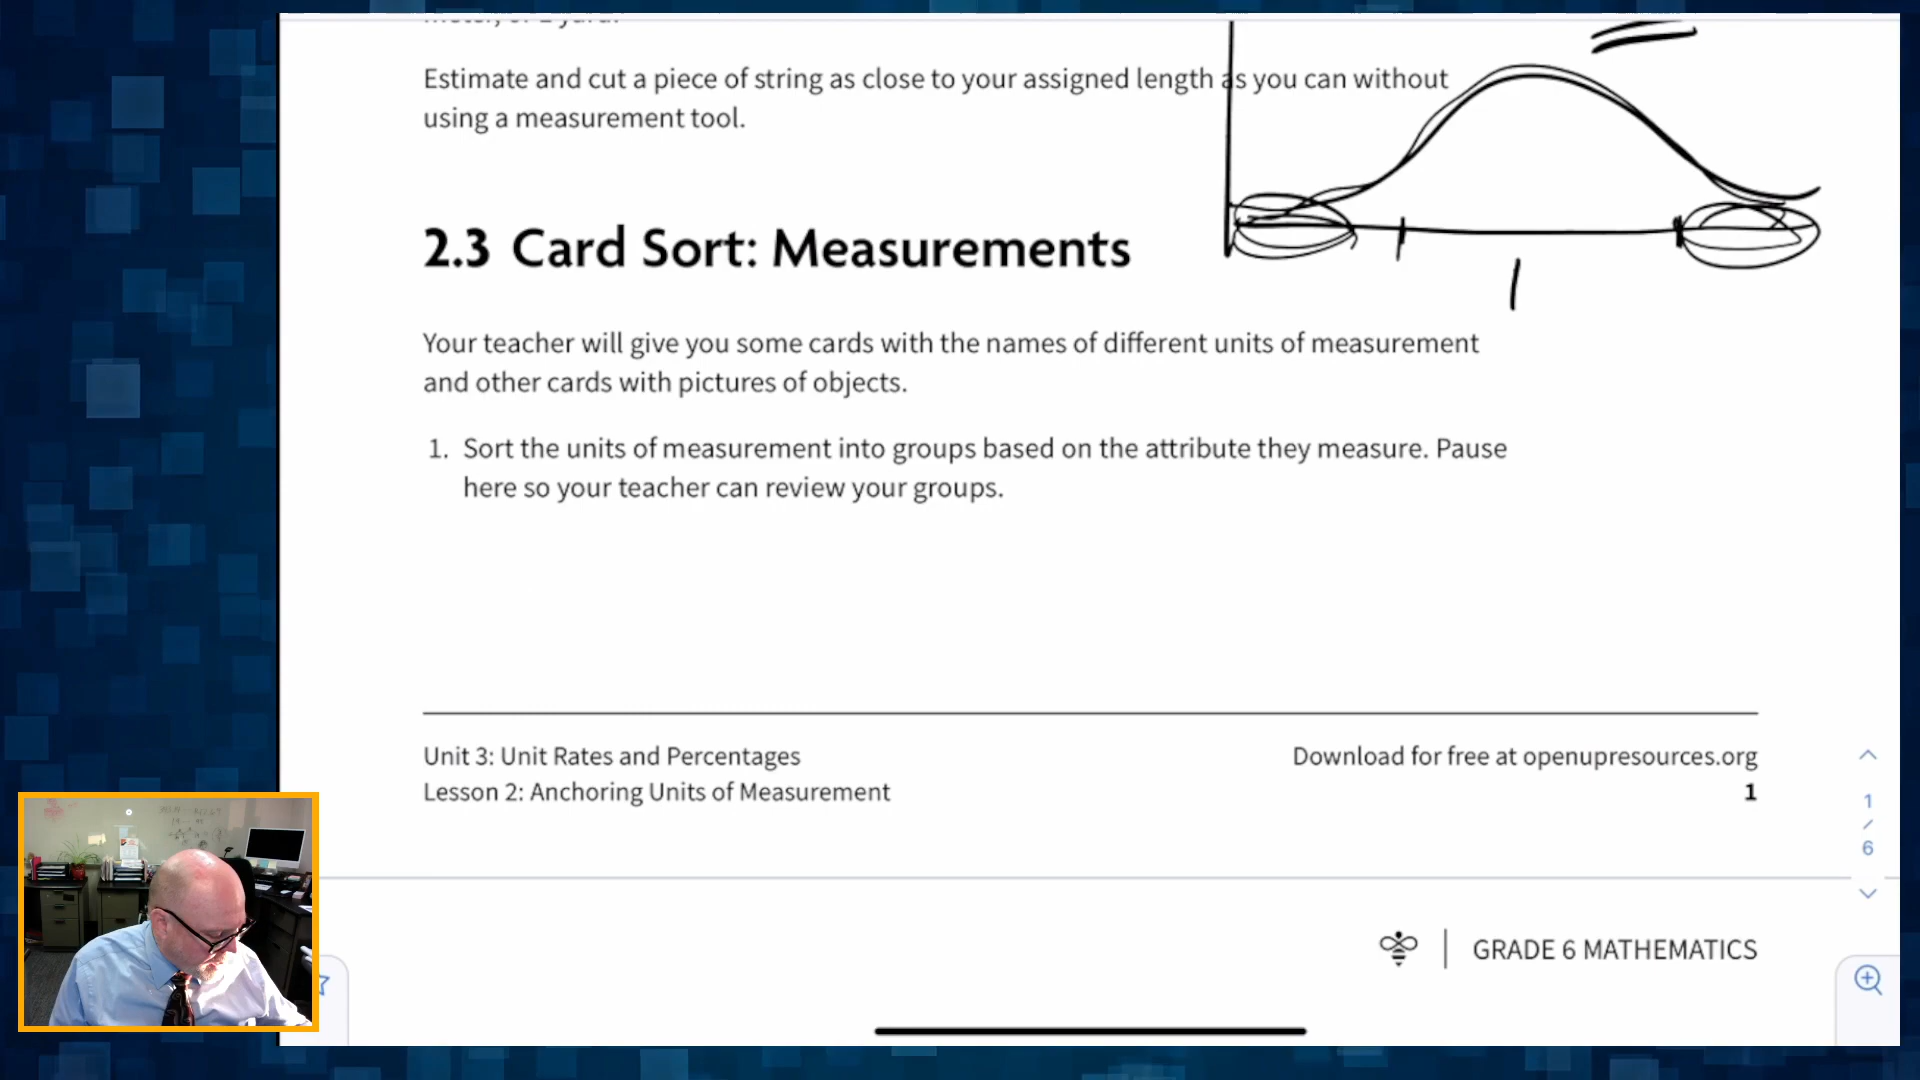 Estimate and cut a piece of string as close to your assigned length as you can without
using a measurement tool.
2.3 Card Sort: Measurements
Your teacher will give you some cards with the names of different units of measurement
and other cards with pictures of objects.
1. Sort the units of measurement into groups based on the attribute they measure. Pause
here so your teacher can review your groups.
Unit 3: Unit Rates and Percentages
Download for free at openupresources.org
Lesson 2: Anchoring Units of Measurement
1
1
/
6
GRADE 6 MATHEMATICS